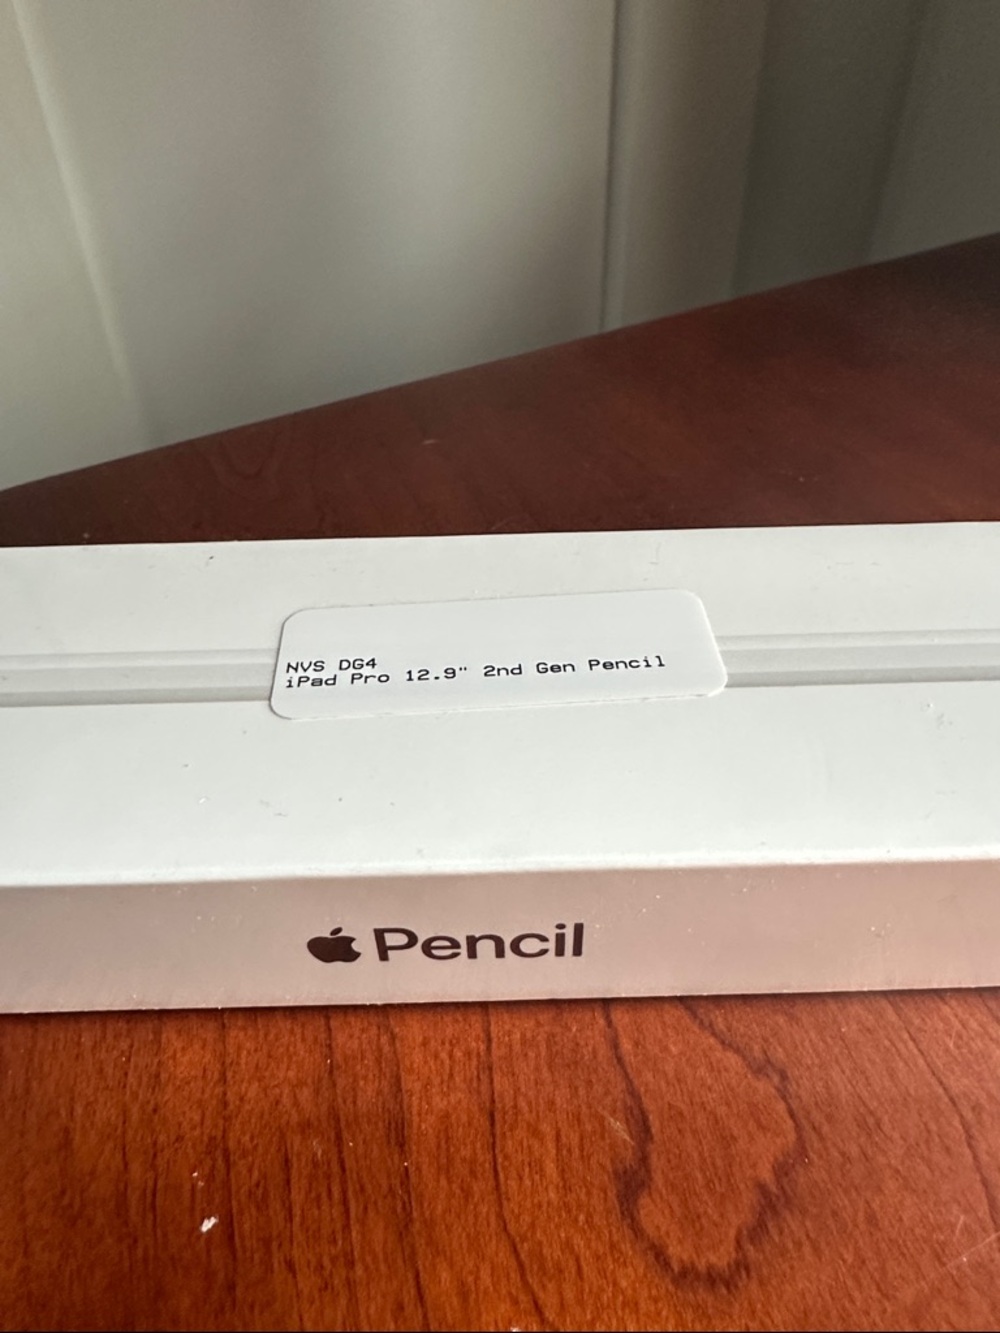 NVS DG4
iPad Pro 12.9" 2nd Gen Pencil
Pencil